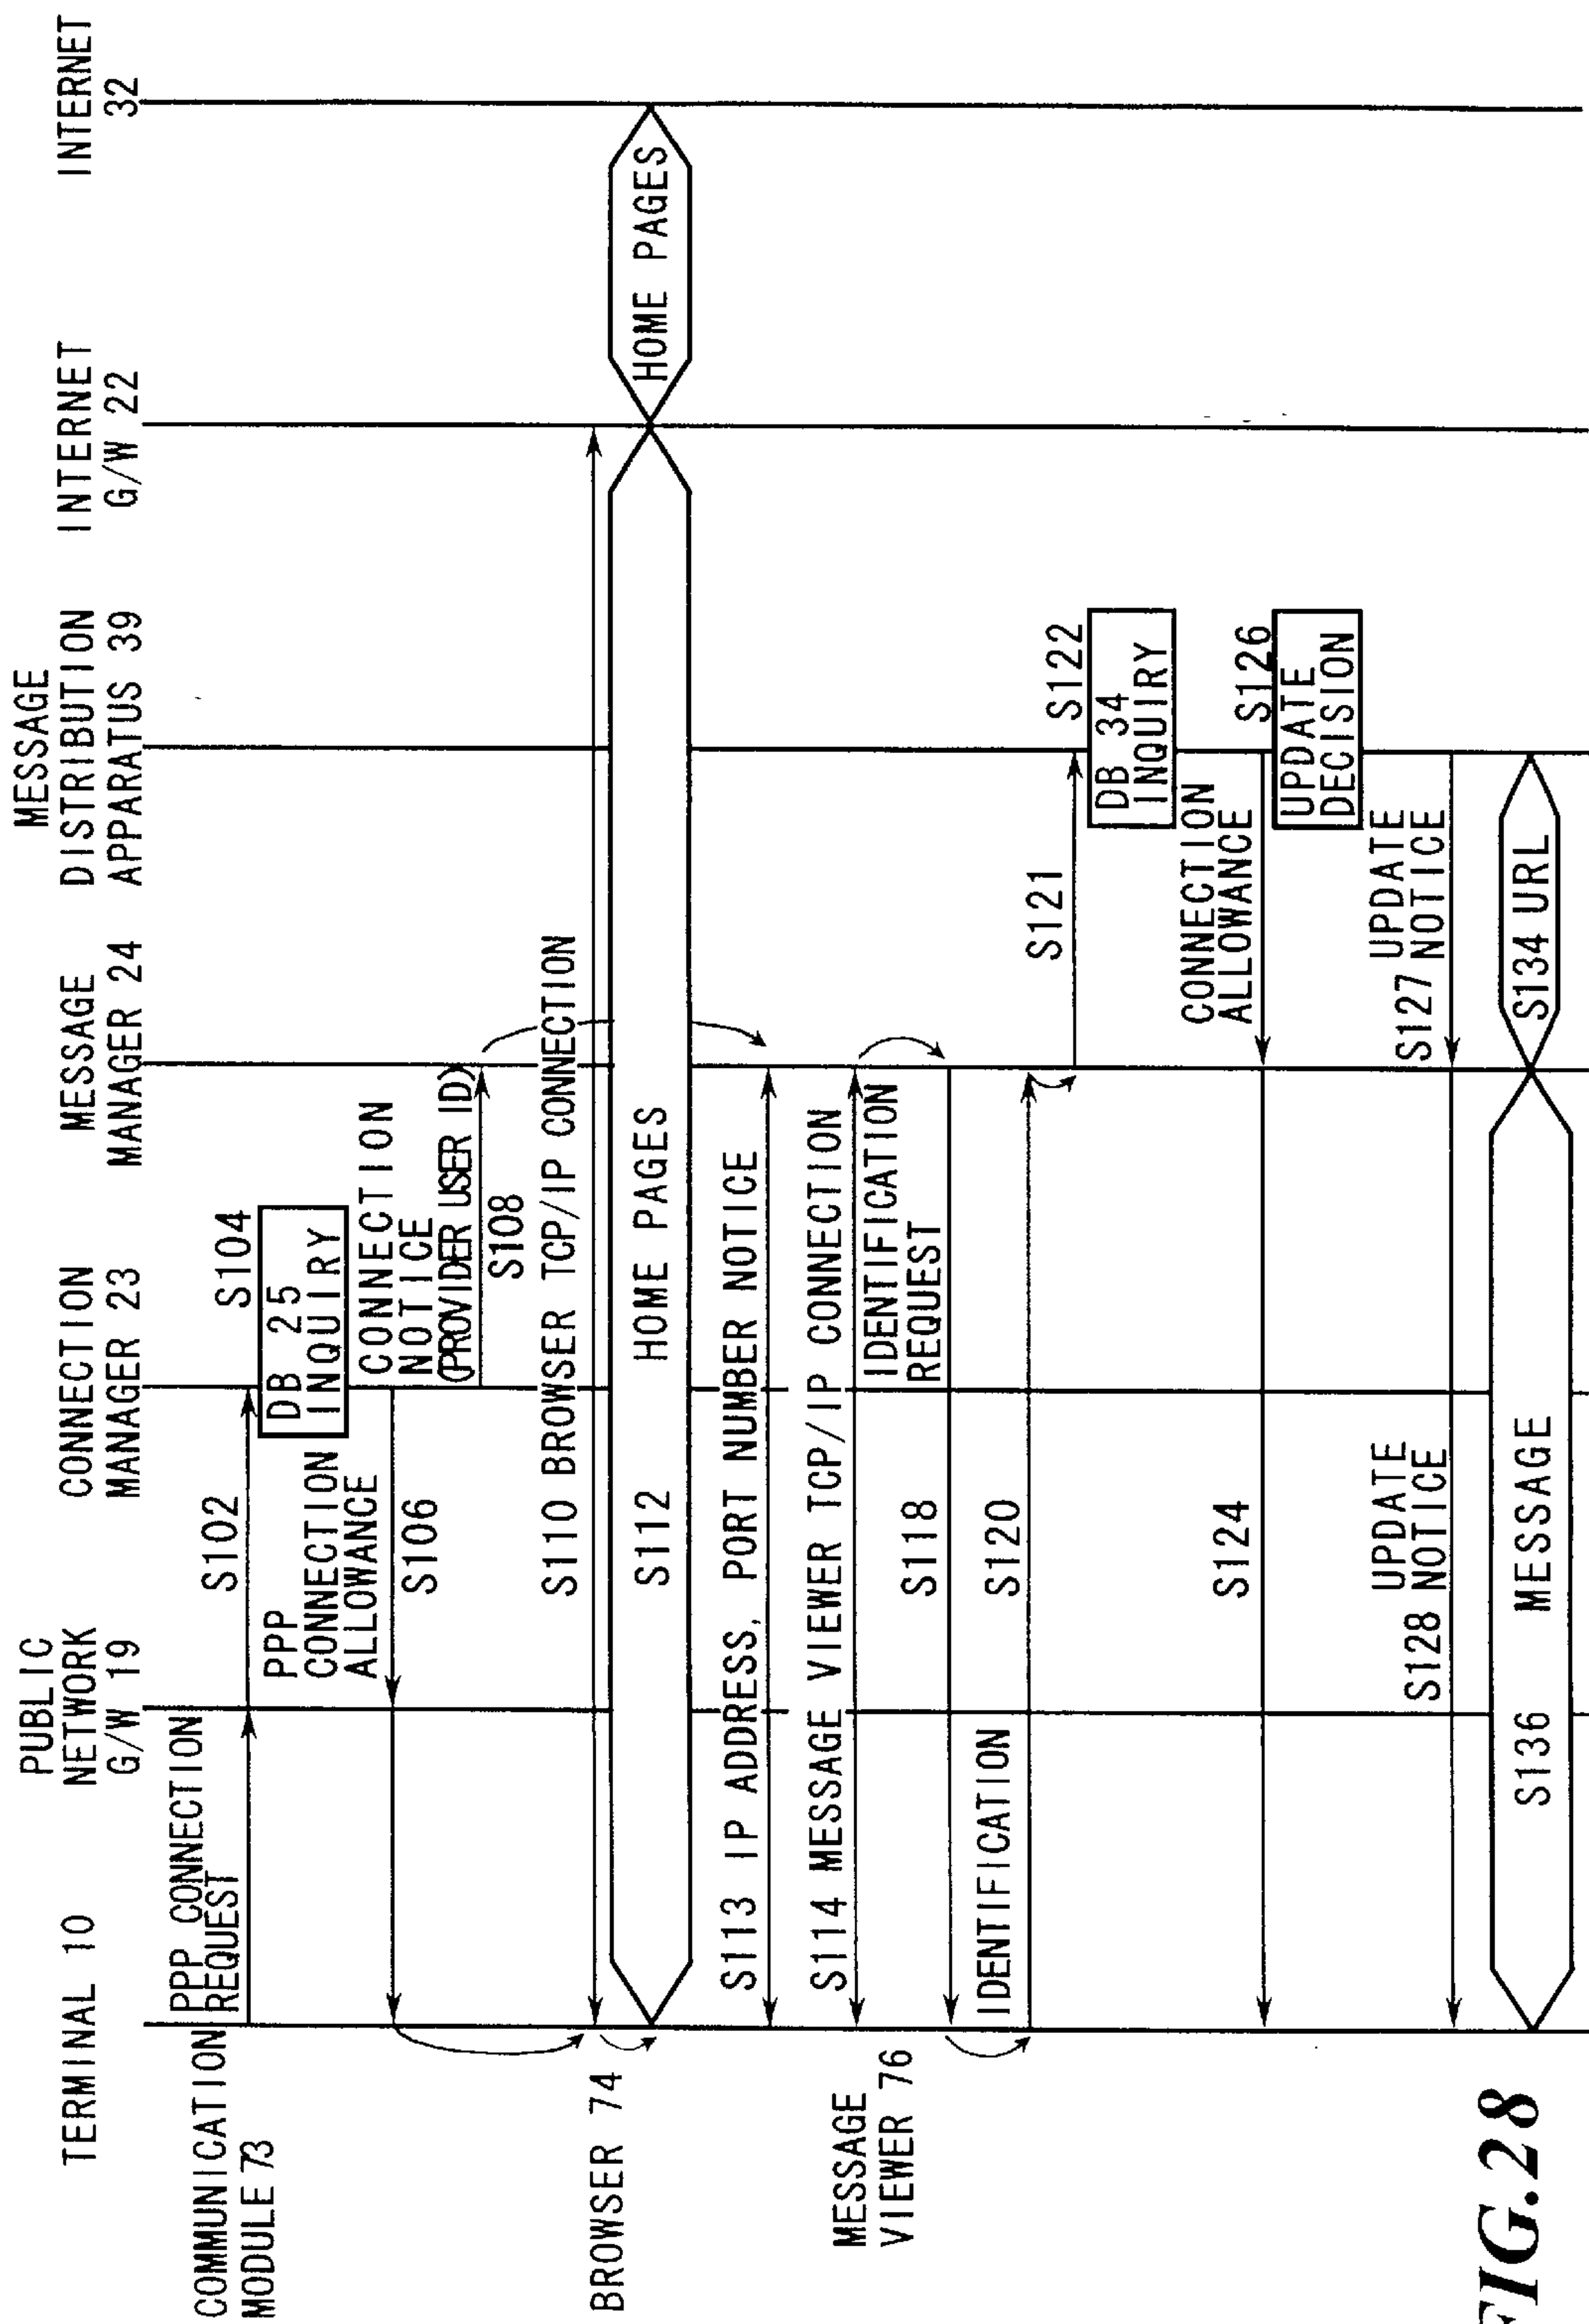 TERMINAL 10
PUBLIC
NETWORK
G/W 19
CONNECTION
MANAGER 23
MESSAGE
MANAGER 24
MESSAGE
DISTRIBUTION
APPARATUS 39
INTERNET
G/W 22
INTERNET
32
COMMUNICATION
MODULE 73
PPP CONNECTION
REQUEST
S102
S104
DB 25
INQUIRY
PPP
CONNECTION
ALLOWANCE
S106
CONNECTION
NOTICE
(PROVIDER USER ID)
S108
S110 BROWSER TCP/IP CONNECTION
BROWSER 74
S112 HOME PAGES
HOME PAGES
S113 IP ADDRESS, PORT NUMBER NOTICE
S114 MESSAGE VIEWER TCP/IP CONNECTION
MESSAGE
VIEWER 76
IDENTIFICATION
REQUEST
S118
IDENTIFICATION
S120
S121
S122
DB 34
INQUIRY
CONNECTION
ALLOWANCE
S124
S126
UPDATE
DECISION
UPDATE
S127 NOTICE
UPDATE
S128 NOTICE
S134 URL
S136 MESSAGE
FIG.28